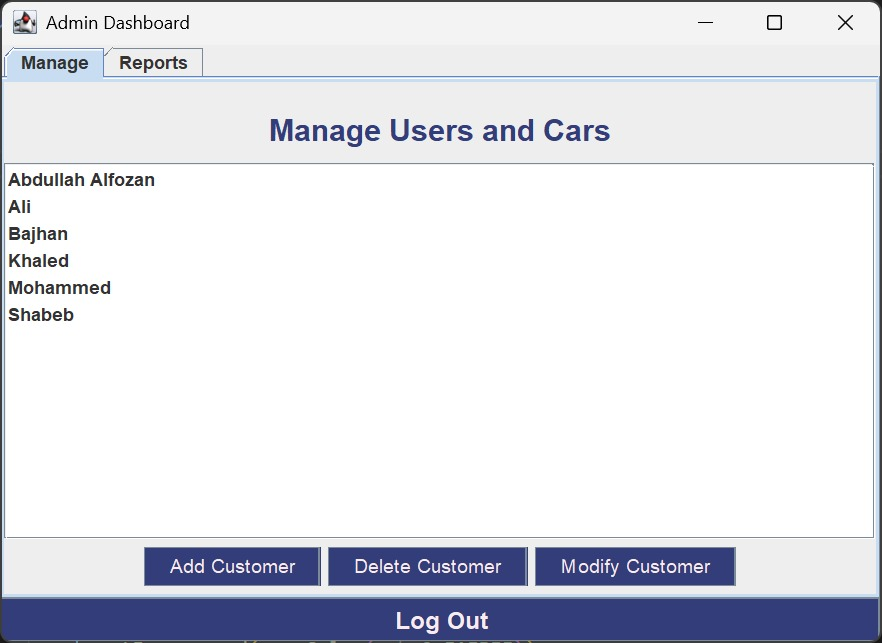 Admin Dashboard
Manage Reports
Manage Users and Cars
Abdullah Alfozan
Ali
Bajhan
Khaled
Mohammed
Shabeb
Add Customer Delete Customer Modify Customer
Log Out